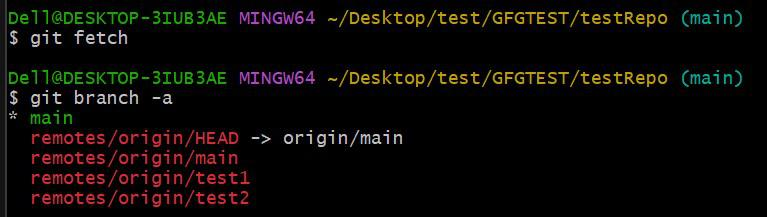 Dell@DESKTOP-3IUB3AE MINGW64 ~/Desktop/test/GFGTEST/testRepo (main)
$ git fetch
Dell@DESKTOP-3IUB3AE MINGW64 ~/Desktop/test/GFGTEST/testRepo (main)
$ git branch -a
* main
  remotes/origin/HEAD -> origin/main
  remotes/origin/main
  remotes/origin/test1
  remotes/origin/test2